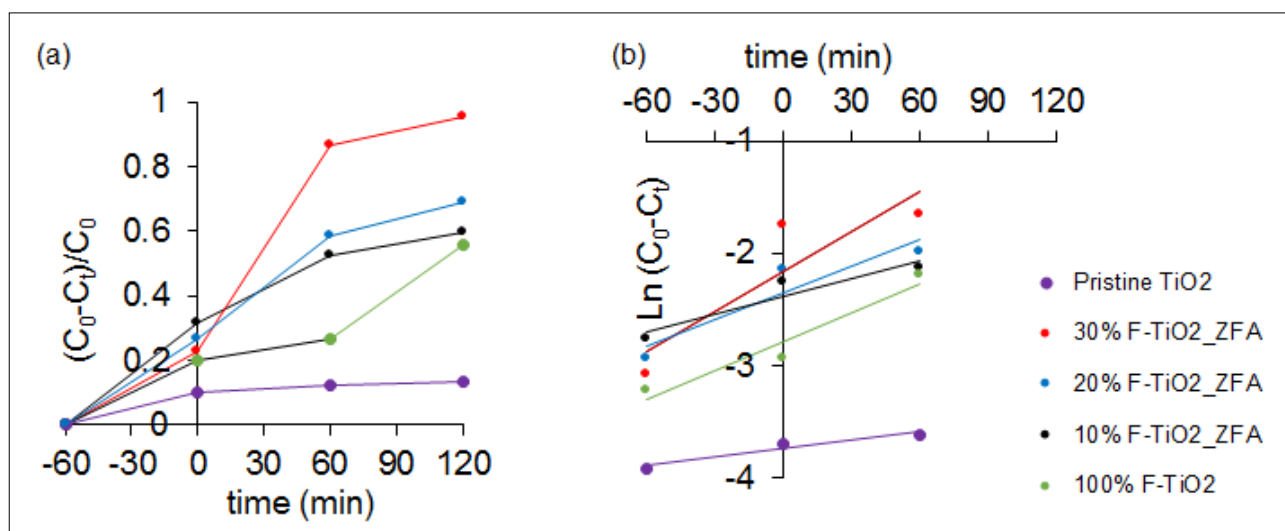 (a)
(C0-Ct)/C0
1
0.8
0.6
0.4
0.2
0
-60 -30 0 30 60 90 120
time (min)
(b)
time (min)
-60 -30 0 30 60 90 120
Ln (C0-Ct)
-1
-2
-3
-4
Pristine TiO2
30% F-TiO2_ZFA
20% F-TiO2_ZFA
10% F-TiO2_ZFA
100% F-TiO2